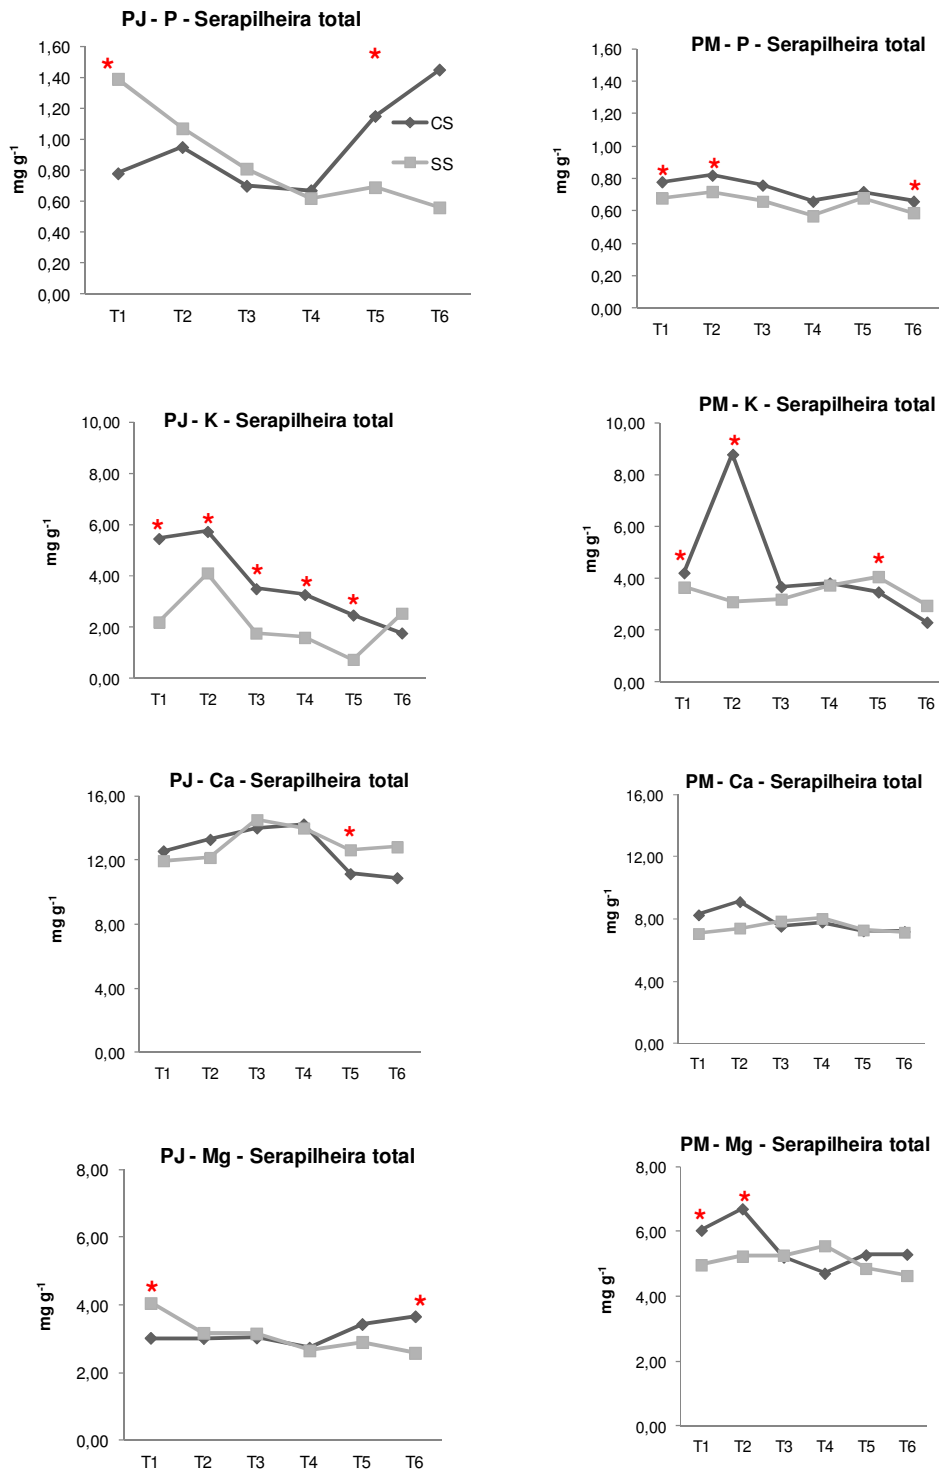 PJ - P - Serapilheira total
1,60
1,40
1,20
1,00
0,80
0,60
0,40
0,20
0,00
mg g-1
*
*
CS
SS
T1 T2 T3 T4 T5 T6
PM - P - Serapilheira total
1,60
1,40
1,20
1,00
0,80
0,60
0,40
0,20
0,00
mg g-1
* * *
T1 T2 T3 T4 T5 T6
PJ - K - Serapilheira total
10,00
8,00
6,00
4,00
2,00
0,00
mg g-1
* * * * *
T1 T2 T3 T4 T5 T6
PM - K - Serapilheira total
10,00
8,00
6,00
4,00
2,00
0,00
mg g-1
* * *
T1 T2 T3 T4 T5 T6
PJ - Ca - Serapilheira total
16,00
12,00
8,00
4,00
0,00
mg g-1
*
T1 T2 T3 T4 T5 T6
PM - Ca - Serapilheira total
16,00
12,00
8,00
4,00
0,00
mg g-1
T1 T2 T3 T4 T5 T6
PJ - Mg - Serapilheira total
8,00
6,00
4,00
2,00
0,00
mg g-1
* *
T1 T2 T3 T4 T5 T6
PM - Mg - Serapilheira total
8,00
6,00
4,00
2,00
0,00
mg g-1
* *
T1 T2 T3 T4 T5 T6